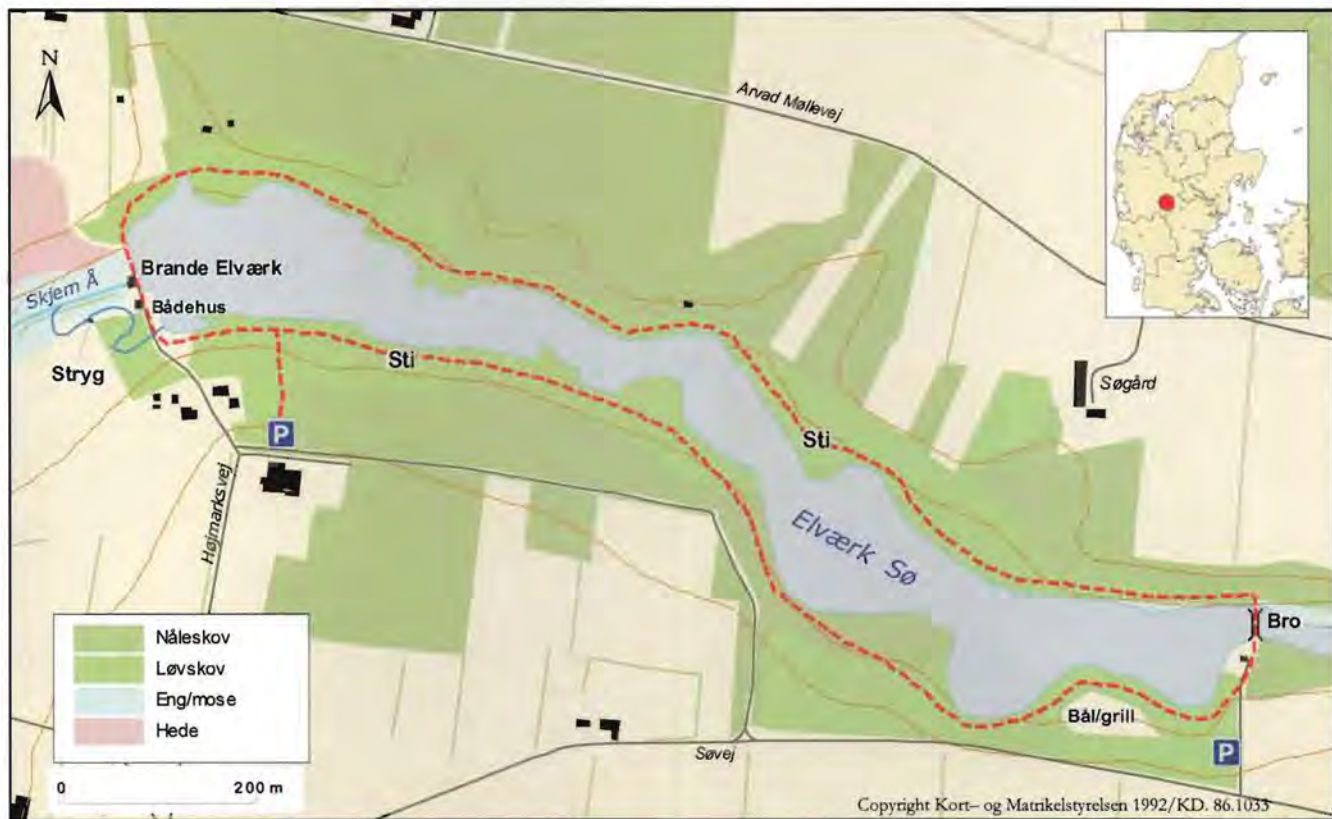 N
Arvad Møllevej
Brande Elværk
Skjem Å
Bådehus
Stryg
Sti
Søgård
P
Sti
Højmarksvej
Elværk Sø
Bro
Nåleskov
Løvskov
Eng/mose
Hede
Bål/grill
P
Søvej
0 200 m
Copyright Kort– og Matrikelstyrelsen 1992/KD. 86.1033